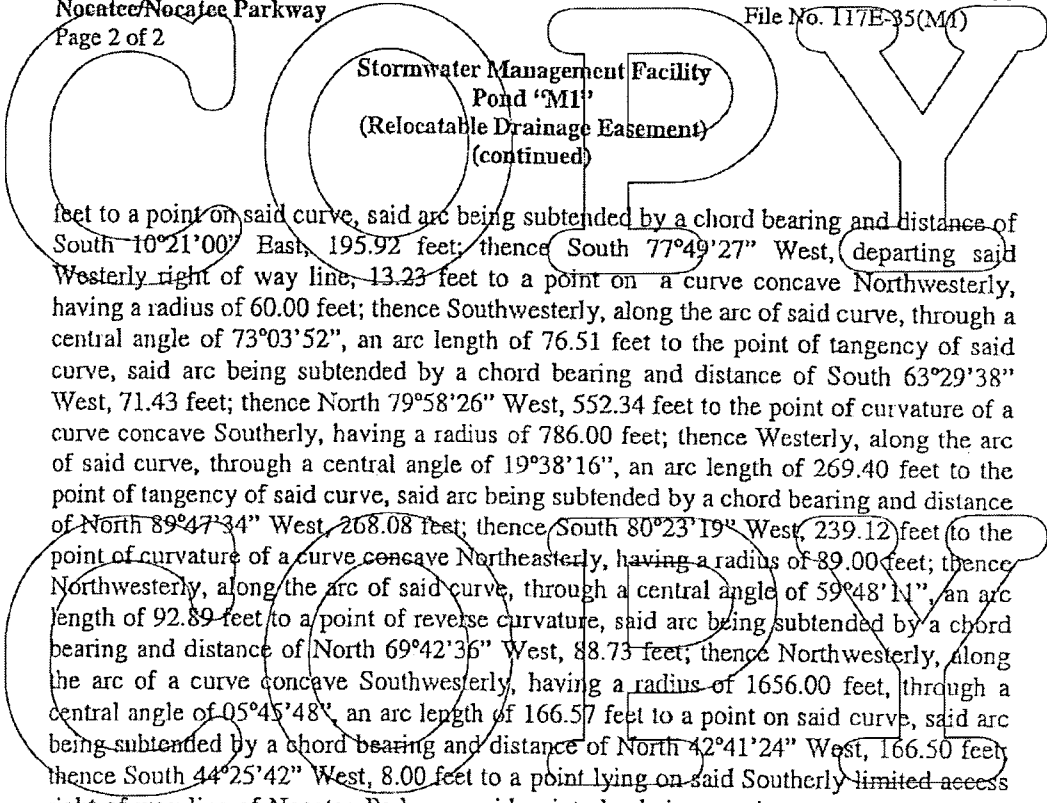 Nocatee/Nocatee Parkway
File No. 117E-35(M1)
Page 2 of 2
Stormwater Management Facility
Pond “M1”
(Relocatable Drainage Easement)
(continued)
COPY
feet to a point on said curve, said arc being subtended by a chord bearing and distance of
South 10°21’00” East, 195.92 feet; thence South 77°49’27” West, departing said
Westerly right of way line, 13.23 feet to a point on a curve concave Northwesterly,
having a radius of 60.00 feet; thence Southwesterly, along the arc of said curve, through a
central angle of 73°03’52”, an arc length of 76.51 feet to the point of tangency of said
curve, said arc being subtended by a chord bearing and distance of South 63°29’38”
West, 71.43 feet; thence North 79°58’26” West, 552.34 feet to the point of curvature of a
curve concave Southerly, having a radius of 786.00 feet; thence Westerly, along the arc
of said curve, through a central angle of 19°38’16”, an arc length of 269.40 feet to the
point of tangency of said curve, said arc being subtended by a chord bearing and distance
of North 89°47’34” West, 268.08 feet; thence South 80°23’19” West, 239.12 feet to the
point of curvature of a curve concave Northeasterly, having a radius of 89.00 feet; thence
Northwesterly, along the arc of said curve, through a central angle of 59°48’11”, an arc
length of 92.89 feet to a point of reverse curvature, said arc being subtended by a chord
bearing and distance of North 69°42’36” West, 88.73 feet; thence Northwesterly, along
the arc of a curve concave Southwesterly, having a radius of 1656.00 feet, through a
central angle of 05°45’48”, an arc length of 166.57 feet to a point on said curve, said arc
being subtended by a chord bearing and distance of North 42°41’24” West, 166.50 feet;
thence South 44°25’42” West, 8.00 feet to a point lying on said Southerly limited access
COPY